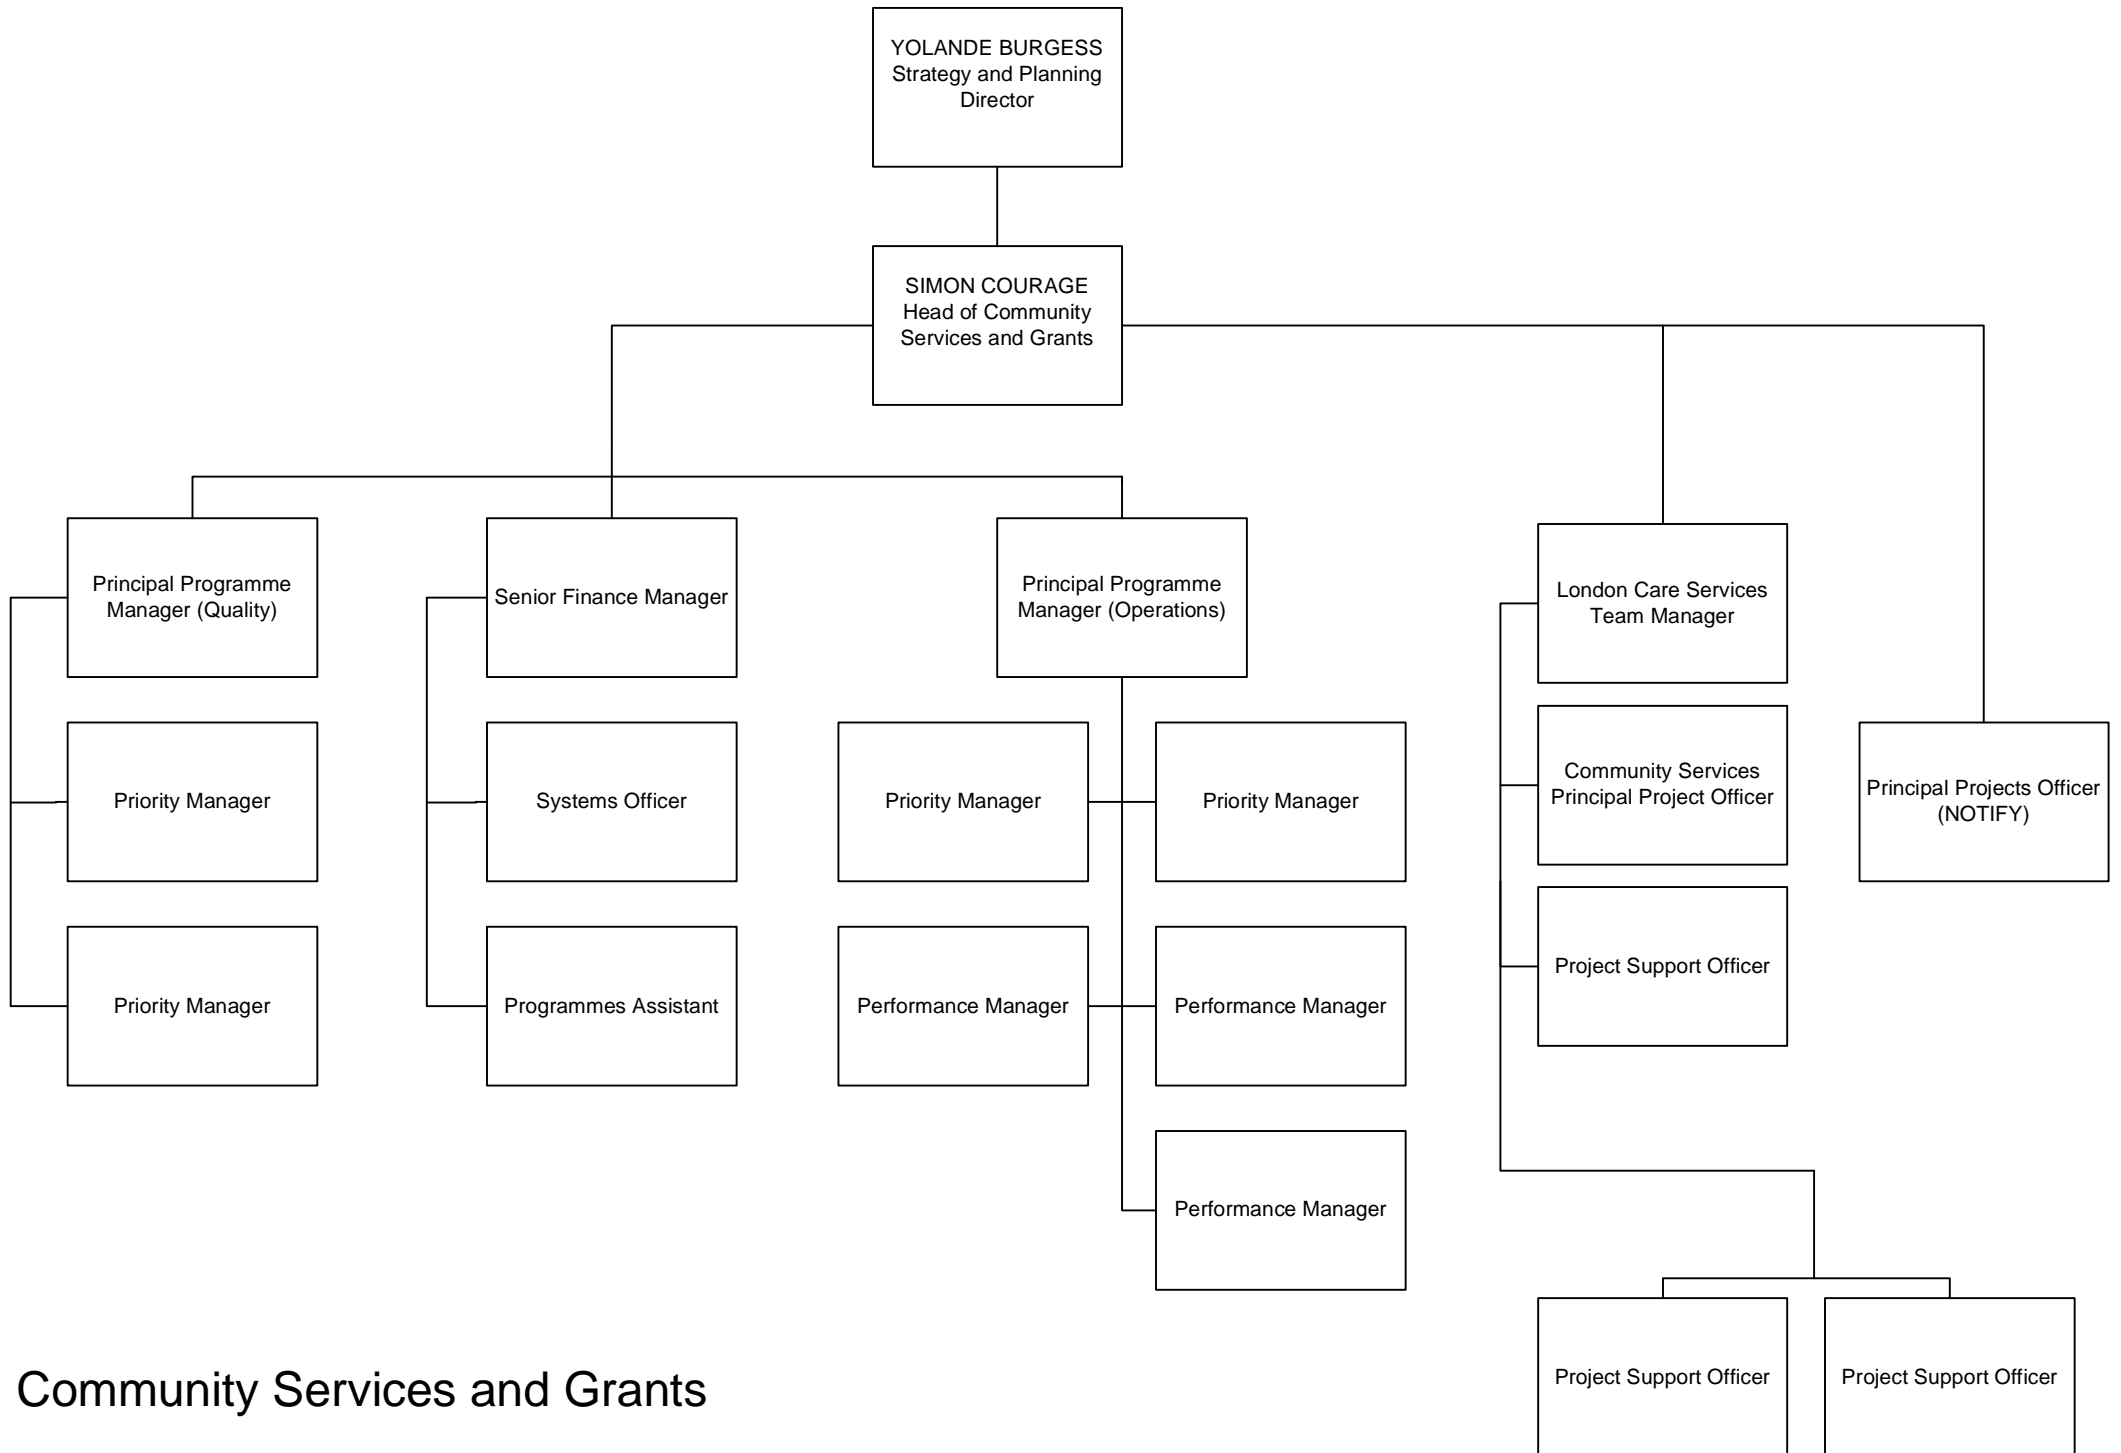 YOLANDE BURGESS
Strategy and Planning
Director
SIMON COURAGE
Head of Community
Services and Grants
Principal Programme
Manager (Quality)
Senior Finance Manager
Principal Programme
Manager (Operations)
London Care Services
Team Manager
Priority Manager
Systems Officer
Priority Manager
Priority Manager
Community Services
Principal Project Officer
Principal Projects Officer
(NOTIFY)
Priority Manager
Programmes Assistant
Performance Manager
Performance Manager
Project Support Officer
Performance Manager
Project Support Officer
Project Support Officer
Community Services and Grants